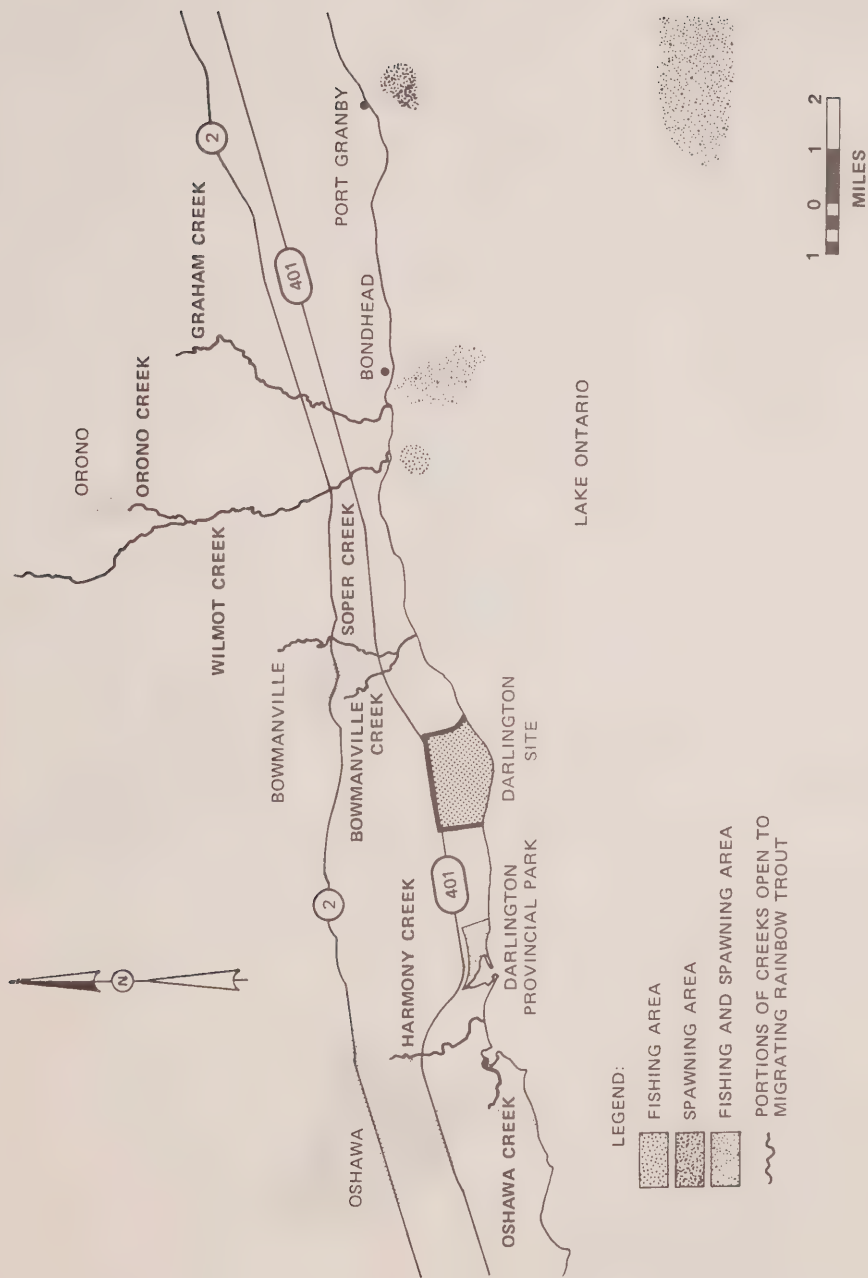 N
ORONO
ORONO CREEK
GRAHAM CREEK
2
WILMOT CREEK
401
BOWMANVILLE
SOPER CREEK
BOWMANVILLE
CREEK
BONDHEAD
PORT GRANBY
2
OSHAWA
HARMONY CREEK
401
OSHAWA CREEK
DARLINGTON
PROVINCIAL PARK
DARLINGTON
SITE
LAKE ONTARIO
LEGEND:
FISHING AREA
SPAWNING AREA
FISHING AND SPAWNING AREA
PORTIONS OF CREEKS OPEN TO
MIGRATING RAINBOW TROUT
1 0 1 2
MILES